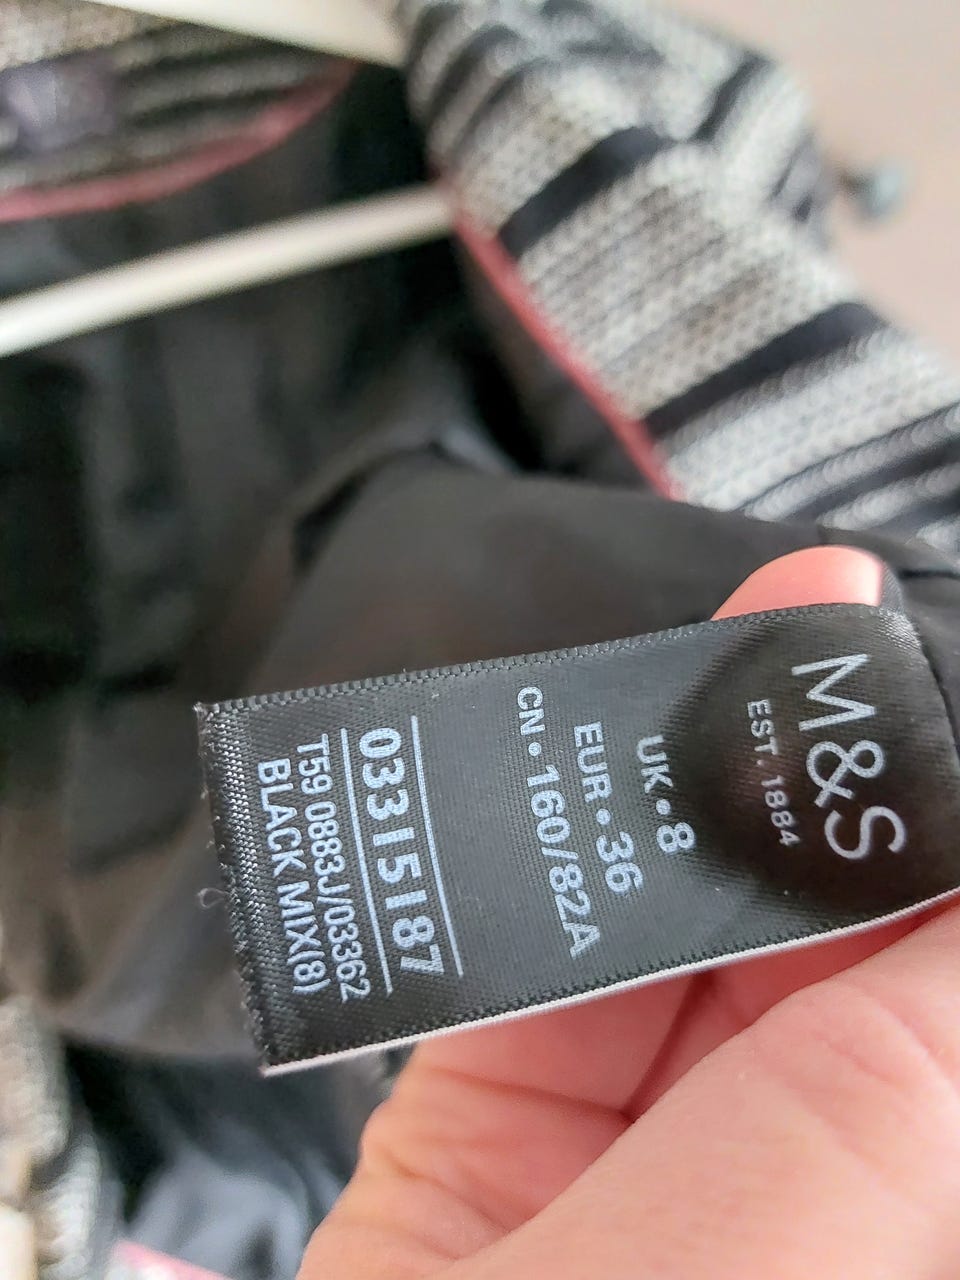 M&S
EST. 1884
UK • 8
EUR • 36
CN • 160/82A
03315187
T59 0883J/03362
BLACK MIX(8)